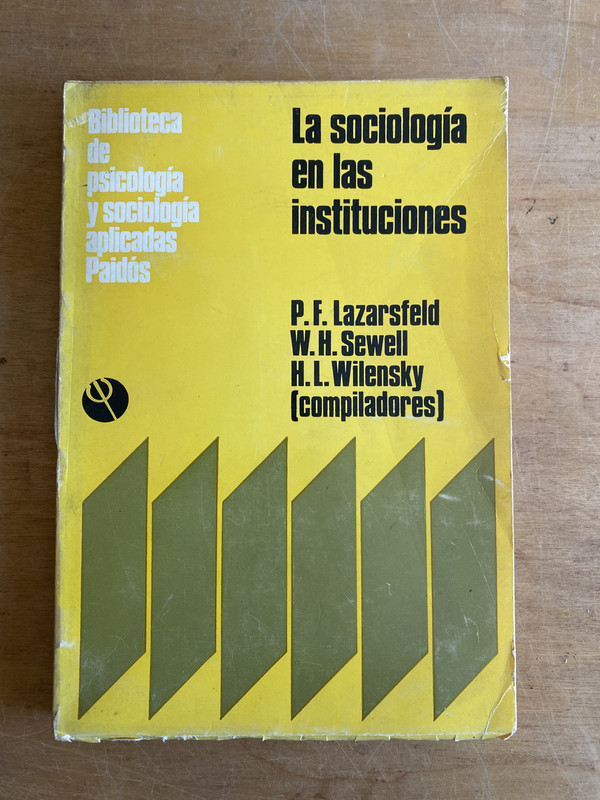 Biblioteca
de
psicología
y sociología
aplicadas
Paidós
La sociología
en las
instituciones
P. F. Lazarsfeld
W. H. Sewell
H. L. Wilensky
(compiladores)